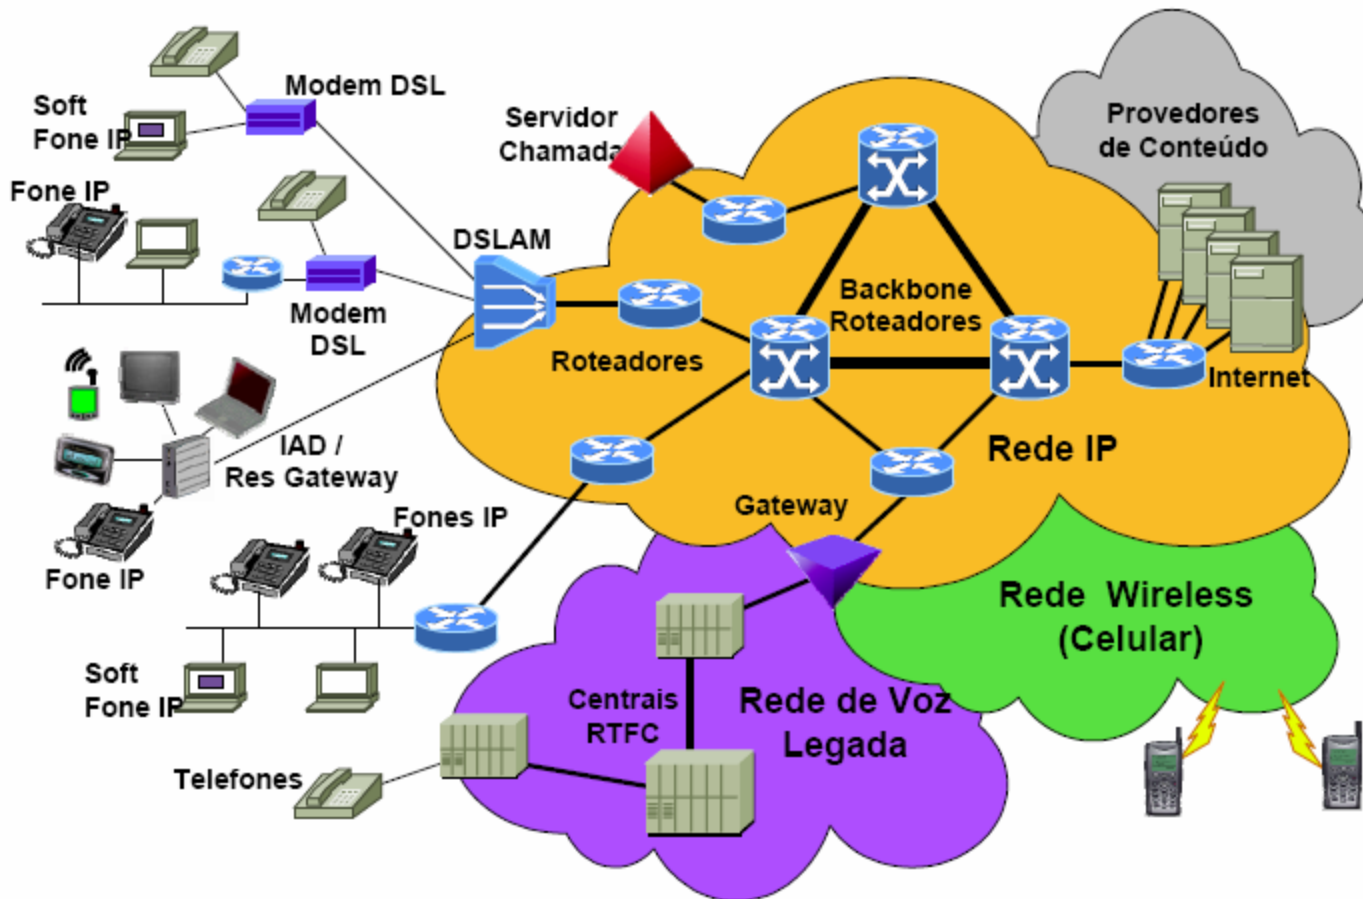 Modem DSL
Soft
Fone IP
Fone IP
Modem
DSL
DSLAM
Servidor
Chamada
Provedores
de Conteúdo
Backbone
Roteadores
Roteadores
Internet
Rede IP
IAD /
Res Gateway
Fone IP
Fones IP
Gateway
Soft
Fone IP
Rede Wireless
(Celular)
Centrais
RTFC
Rede de Voz
Legada
Telefones